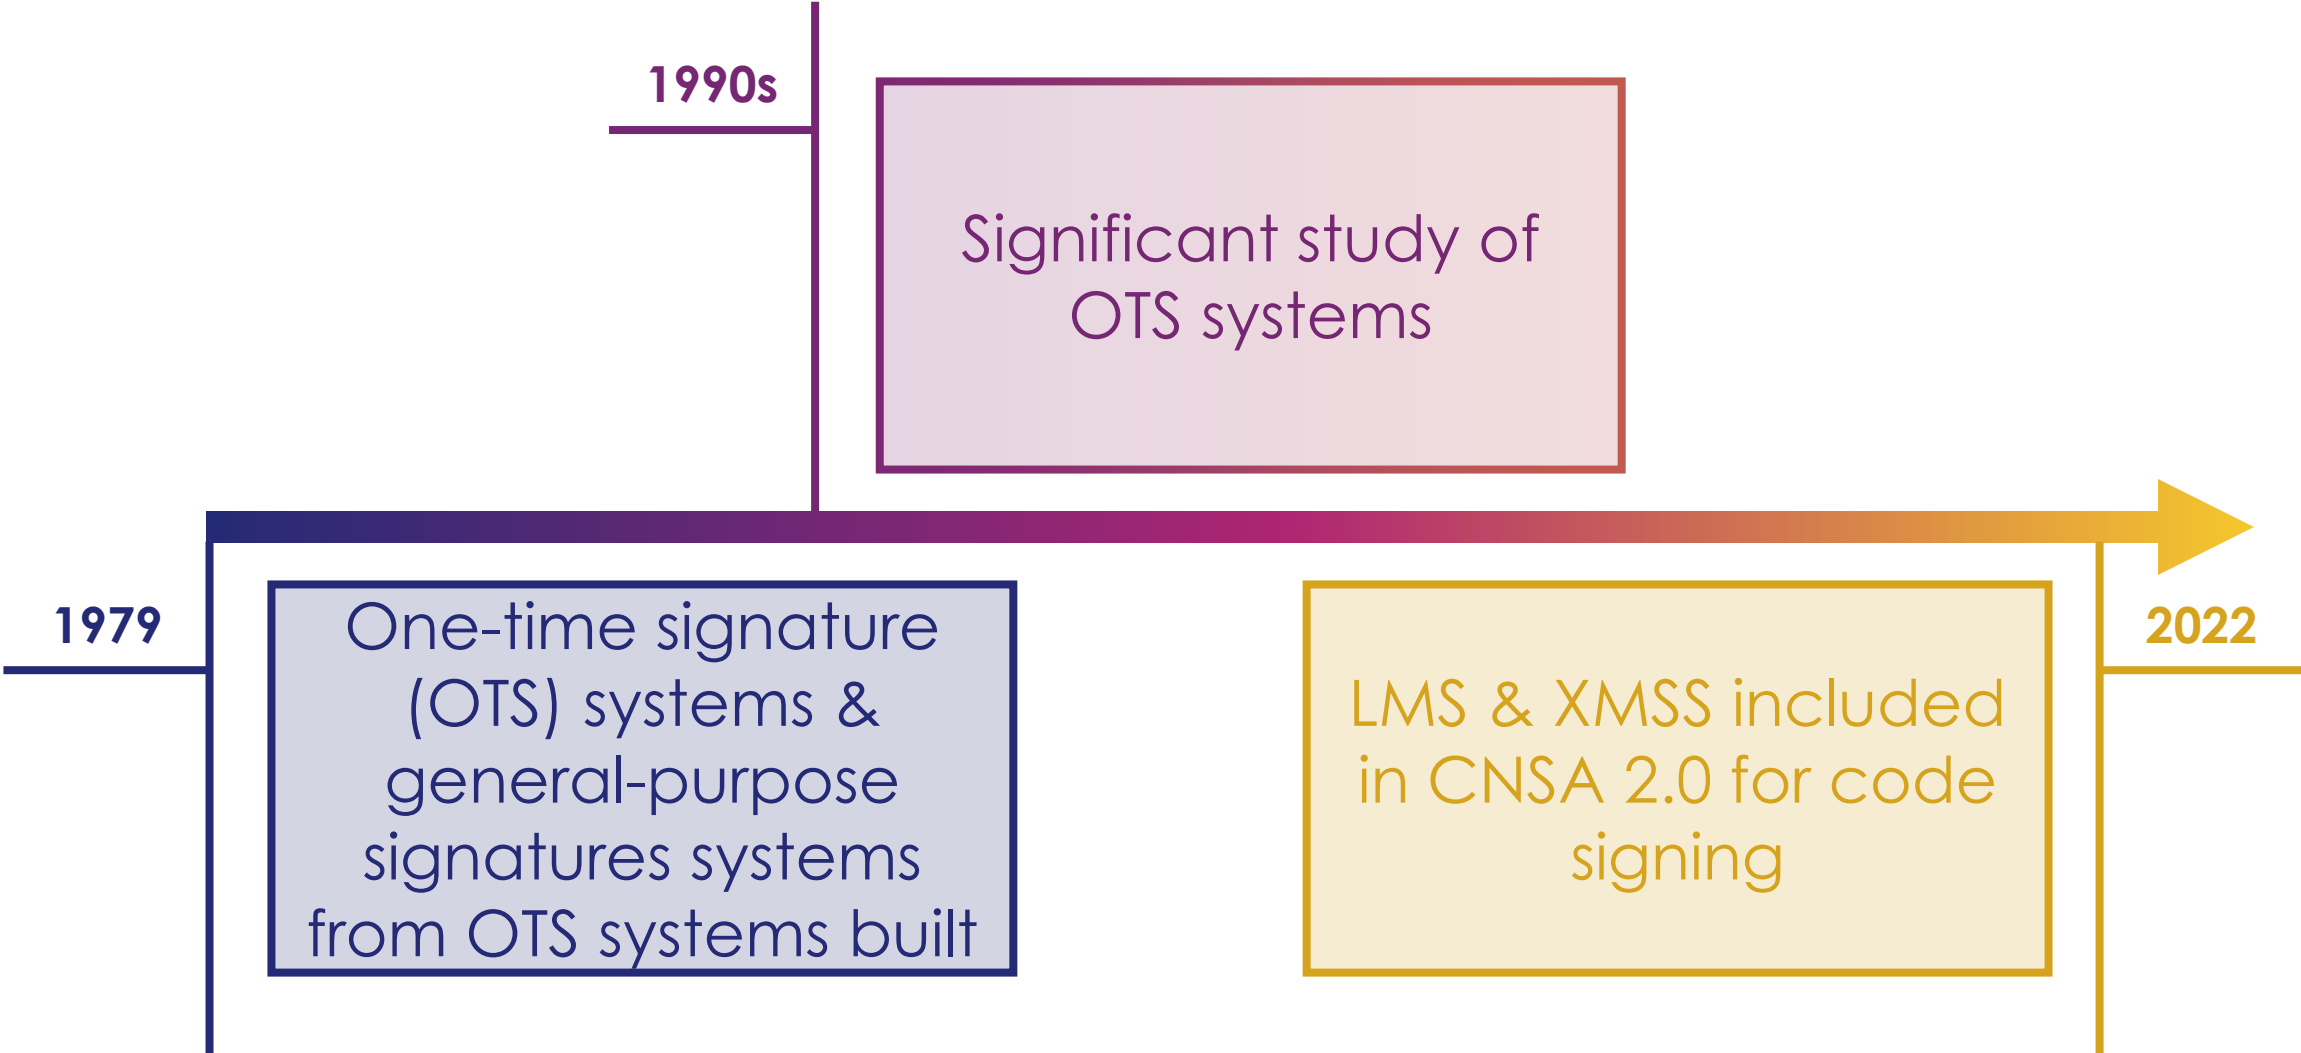 1990s
Significant study of
OTS systems
1979
One-time signature
(OTS) systems &
general-purpose
signatures systems
from OTS systems built
LMS & XMSS included
in CNSA 2.0 for code
signing
2022